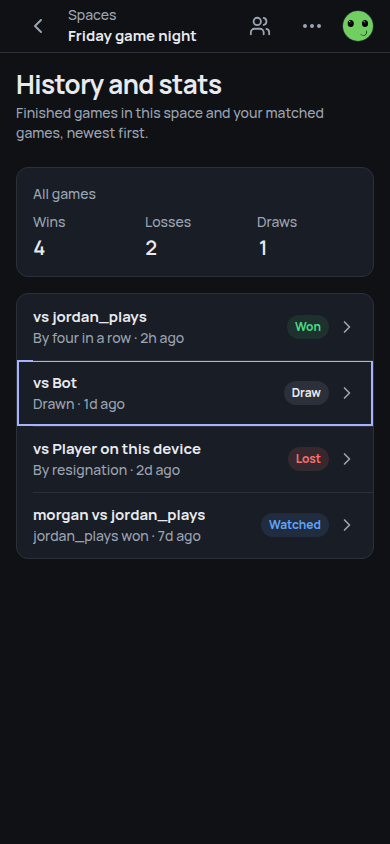 Spaces
Friday game night
History and stats
Finished games in this space and your matched
games, newest first.
All games
Wins
Losses
Draws
4
2
1
vs jordan_plays
Won
By four in a row · 2h ago
vs Bot
Draw
Drawn · 1d ago
vs Player on this device
Lost
By resignation · 2d ago
morgan vs jordan_plays
Watched
jordan_plays won · 7d ago